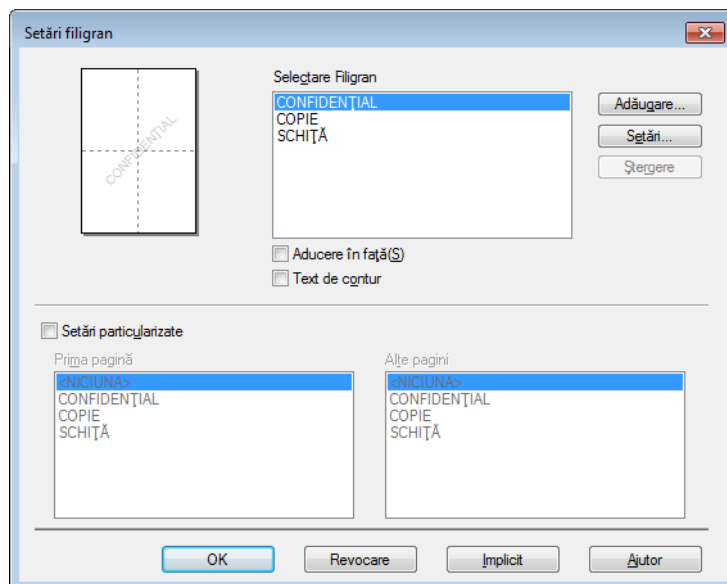 Setări filigran
Selectare Filigran
CONFIDENŢIAL
COPIE
SCHIŢĂ
Adăugare...
Setări...
Ştergere
CONFIDENTIAL
Aducere în faţă(S)
Text de contur
Setări particularizate
Prima pagină
<NICIUNA>
CONFIDENŢIAL
COPIE
SCHIŢĂ
Alte pagini
<NICIUNA>
CONFIDENŢIAL
COPIE
SCHIŢĂ
OK
Revocare
Implicit
Ajutor